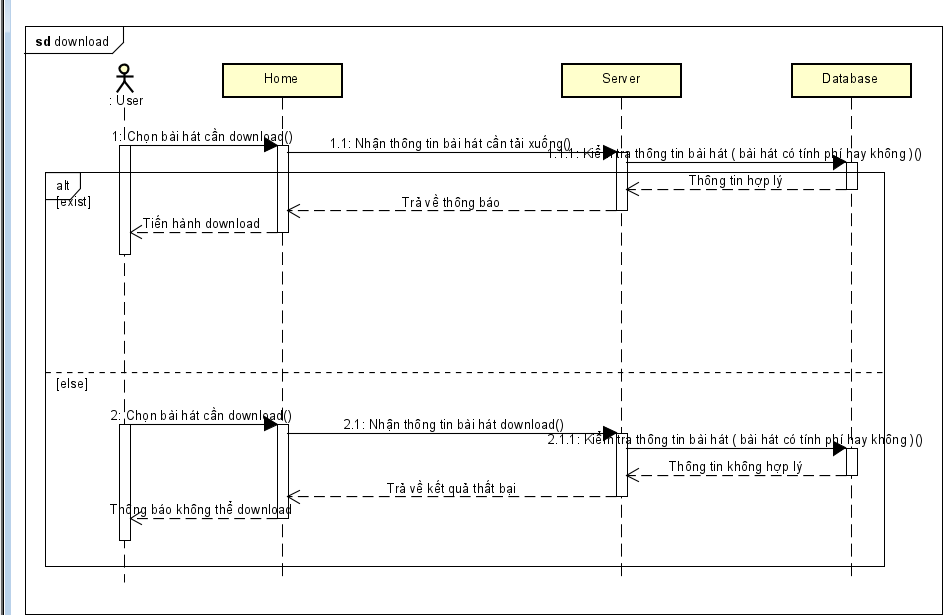 sd download
: User
Home
Server
Database
1: Chọn bài hát cần download()
1.1: Nhận thông tin bài hát cần tải xuống()
1.1.1: Kiểm tra thông tin bài hát ( bài hát có tính phí hay không )()
Thông tin hợp lý
alt
[exist]
Trả về thông báo
Tiến hành download
[else]
2: Chọn bài hát cần download()
2.1: Nhận thông tin bài hát download()
2.1.1: Kiểm tra thông tin bài hát ( bài hát có tính phí hay không )()
Thông tin không hợp lý
Trả về kết quả thất bại
Thông báo không thể download